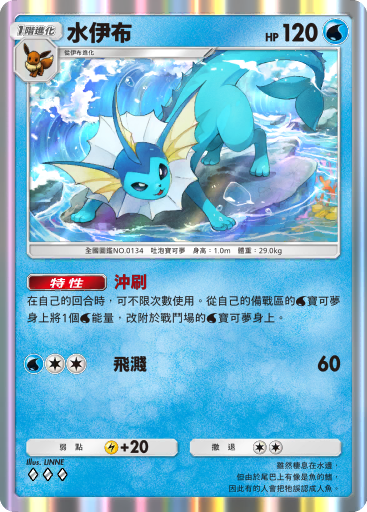 1階進化
水伊布
HP 120
從伊布進化
全國圖鑑NO.0134 吐泡寶可夢 身高：1.0m 體重：29.0kg
特性 沖刷
在自己的回合時，可不限次數使用。從自己的備戰區的寶可夢
身上將1個能量，改附於戰鬥場的寶可夢身上。
飛濺 60
弱點 +20 撤退
Illus. LINNE
雖然棲息在水邊，
但由於尾巴上有像是魚的鰭，
因此有的人會把牠誤認成人魚。